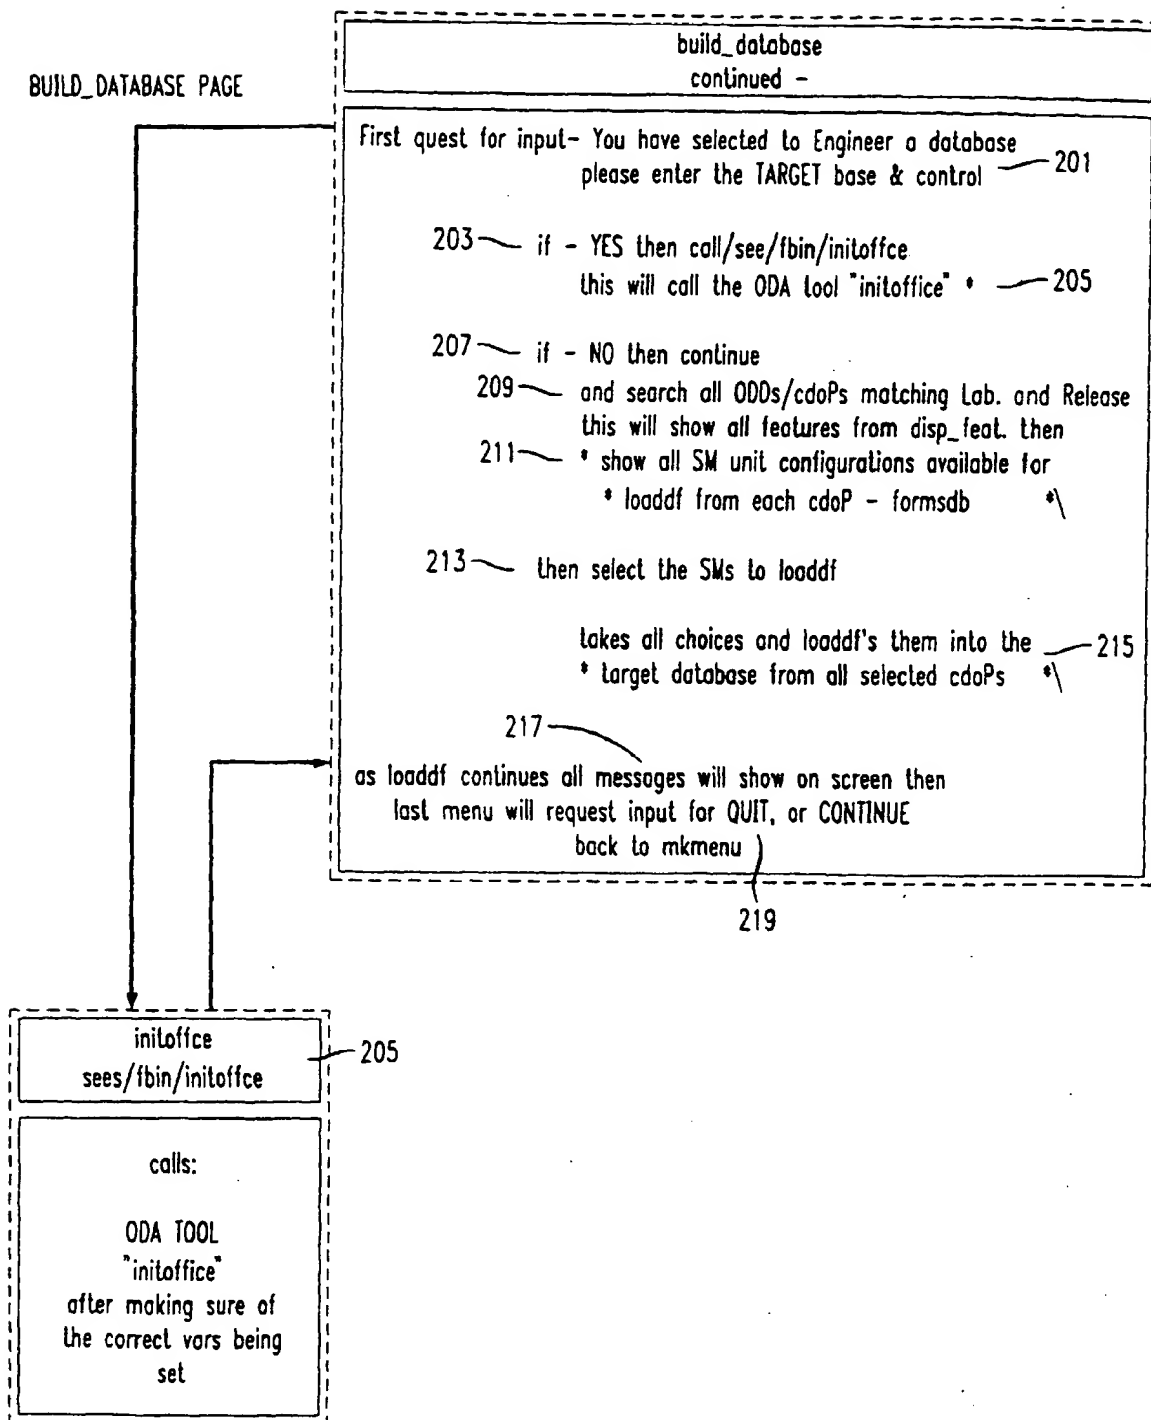 build_database
continued -
BUILD_DATABASE PAGE
First quest for input- You have selected to Engineer a database
please enter the TARGET base & control
201
203 if - YES then call/see/fbin/initoffce
this will call the ODA tool "initoffice" * 205
207 if - NO then continue
209 and search all ODDs/cdoPs matching Lab. and Release
this will show all features from disp_feat. then
211 * show all SM unit configurations available for
* loaddf from each cdoP - formsdb *\
213 then select the SMs to loaddf
takes all choices and loaddf's them into the 215
* target database from all selected cdoPs *\
217
as loaddf continues all messages will show on screen then
last menu will request input for QUIT, or CONTINUE
back to mkmenu
219
initoffce
sees/fbin/initoffce
205
calls:
ODA TOOL
"initoffice"
after making sure of
the correct vars being
set